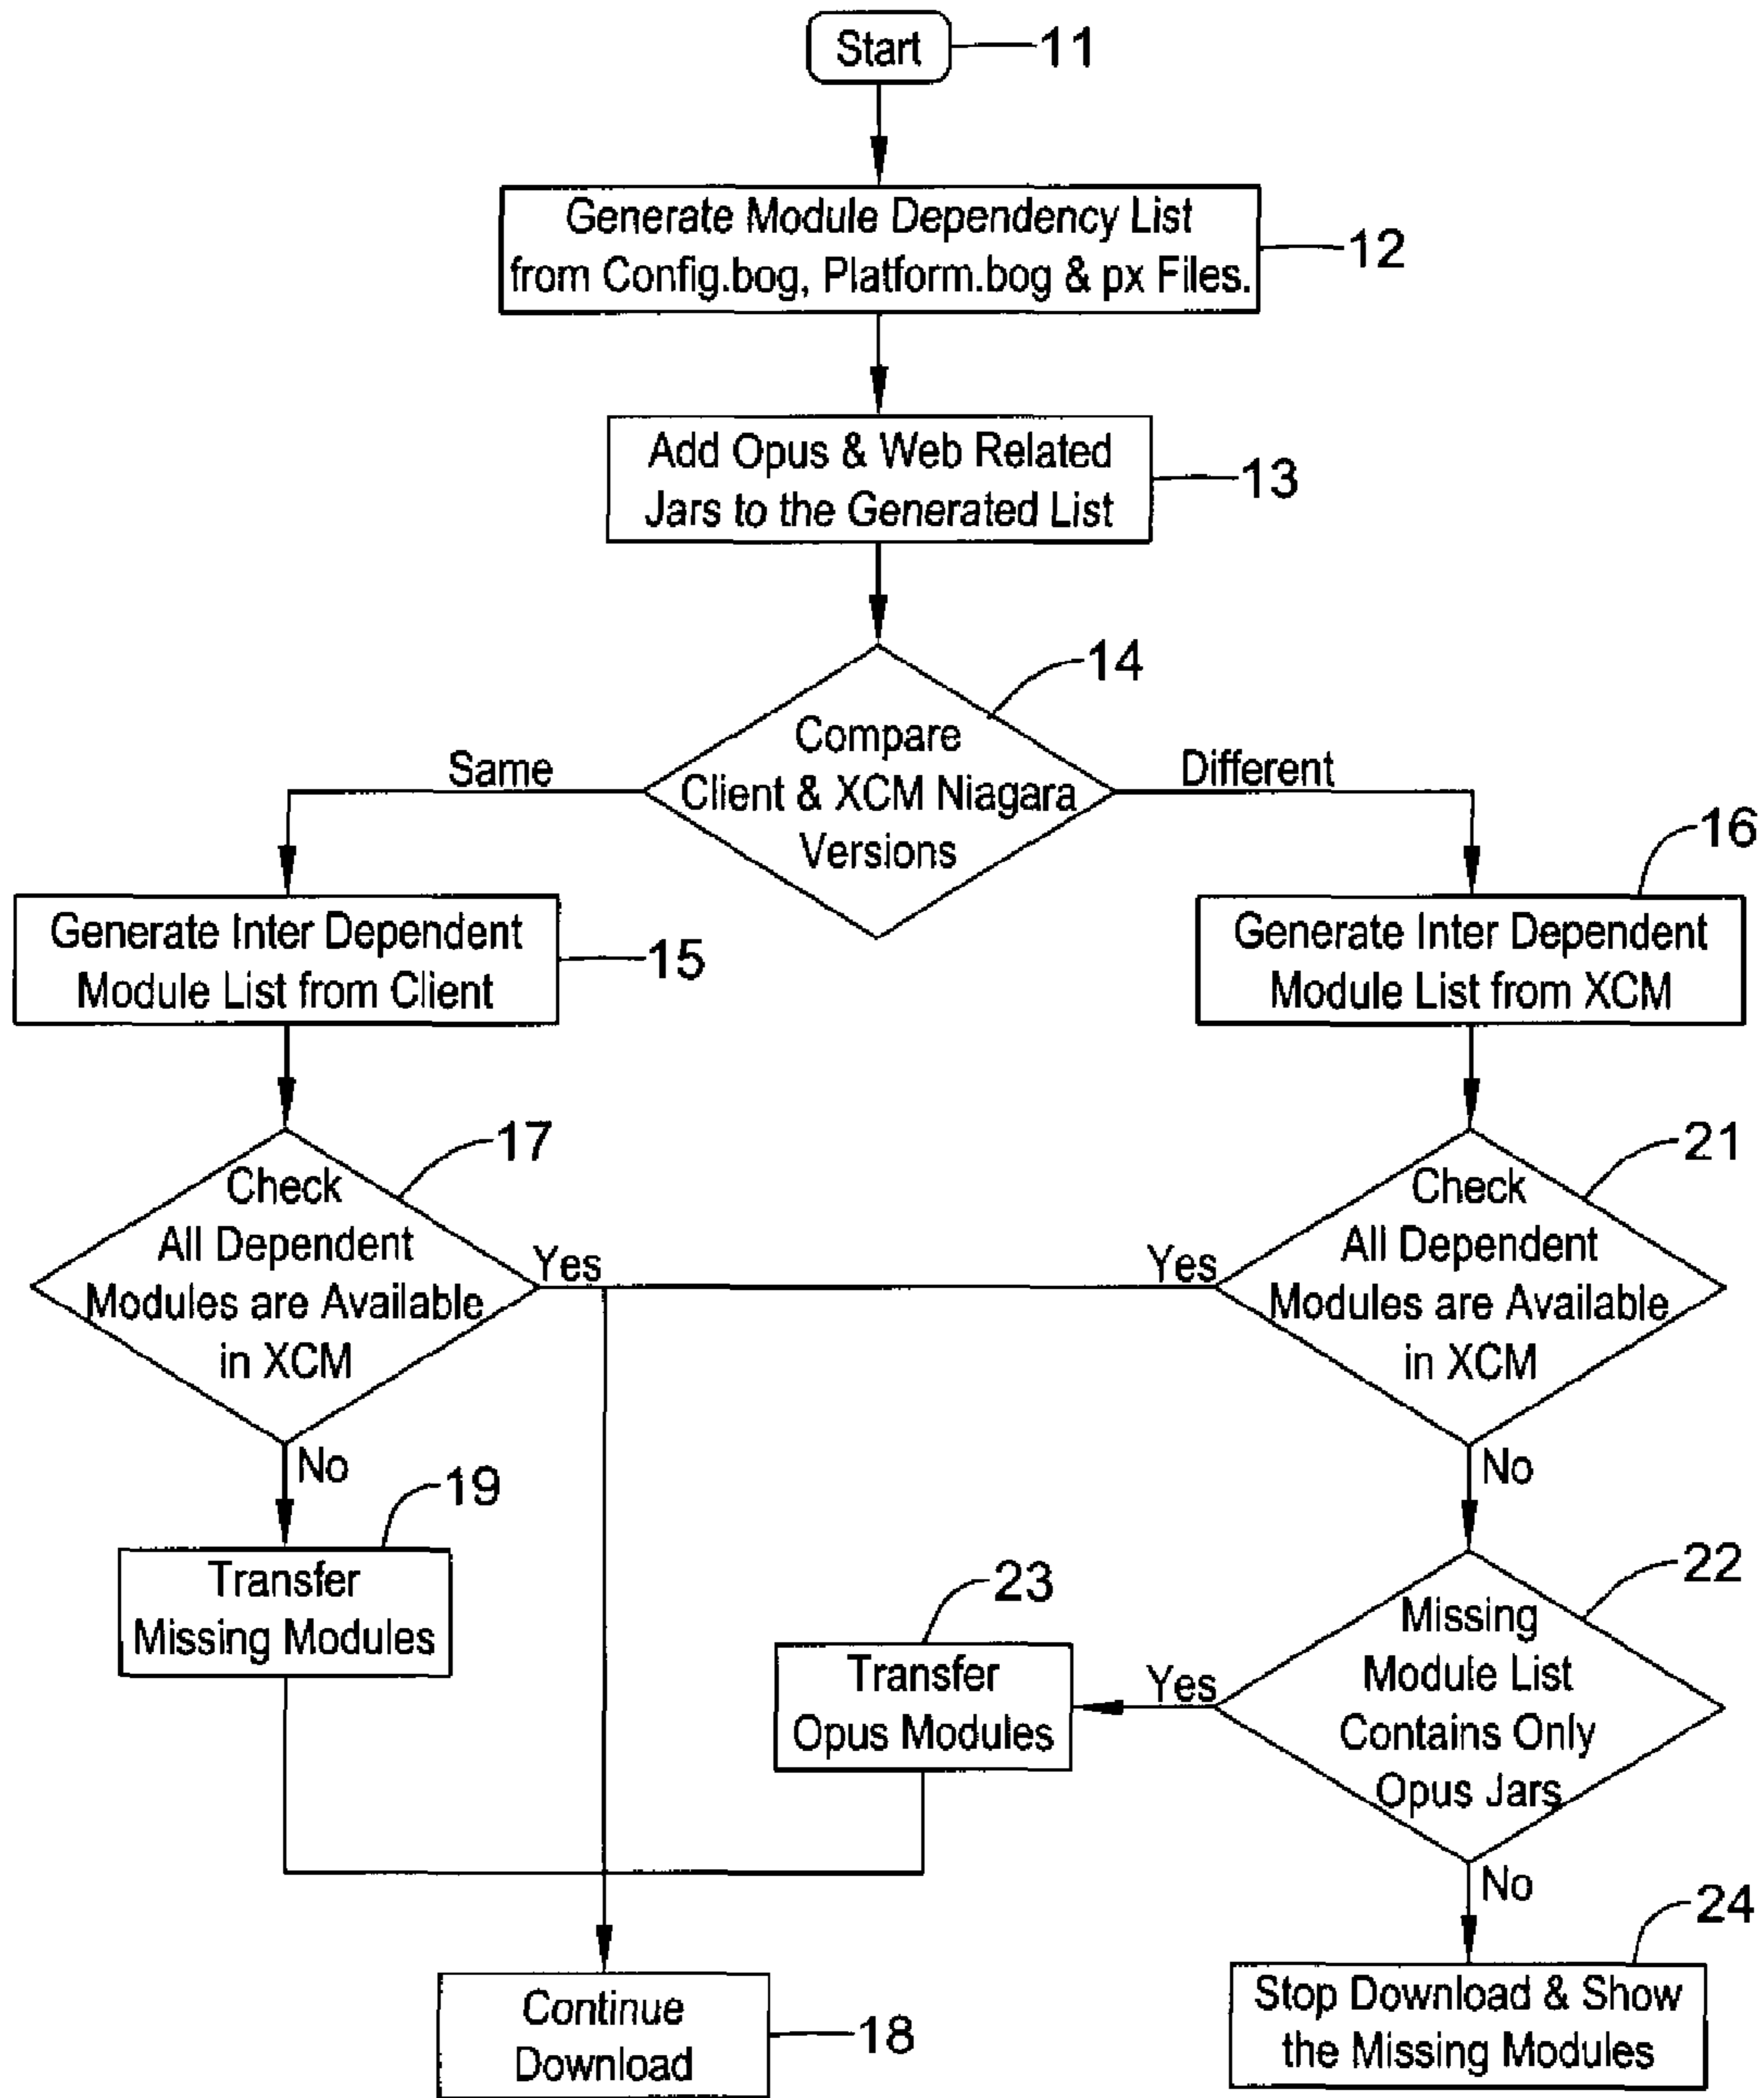 Start
11
Generate Module Dependency List
from Config.bog, Platform.bog & px Files.
12
Add Opus & Web Related
Jars to the Generated List
13
14
Compare
Client & XCM Niagara
Versions
Same
Different
16
Generate Inter Dependent
Module List from Client
15
Generate Inter Dependent
Module List from XCM
17
Check
All Dependent
Modules are Available
in XCM
Yes
21
Check
All Dependent
Modules are Available
in XCM
Yes
No
No
19
Transfer
Missing Modules
23
Transfer
Opus Modules
22
Missing
Module List
Contains Only
Opus Jars
Yes
No
24
Continue
Download
18
Stop Download & Show
the Missing Modules